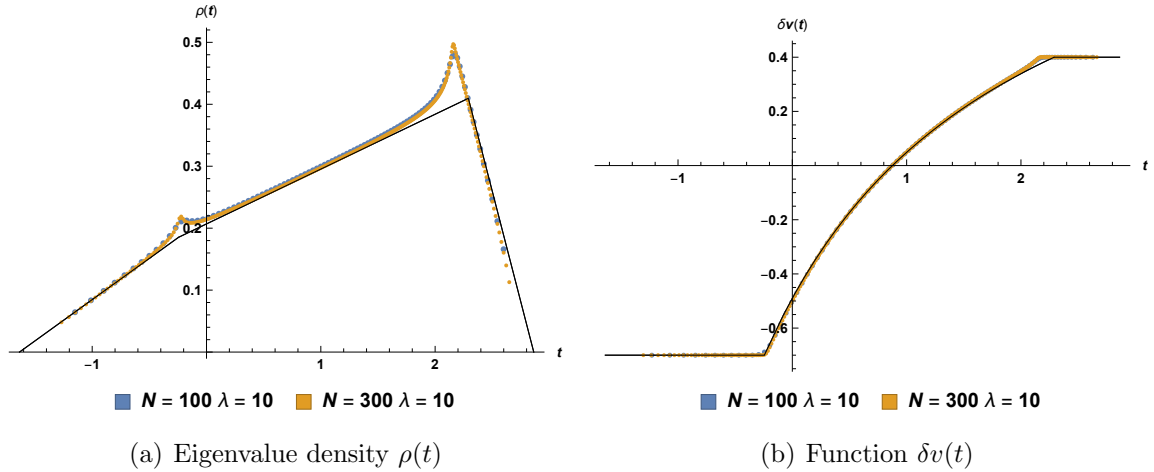 ρ(t)
0.5
0.4
0.3
0.2
0.1
−1
1
2
t
N = 100 λ = 10 N = 300 λ = 10
(a) Eigenvalue density ρ(t)
δv(t)
0.4
0.2
−1
1
2
t
−0.2
−0.4
−0.6
N = 100 λ = 10 N = 300 λ = 10
(b) Function δv(t)